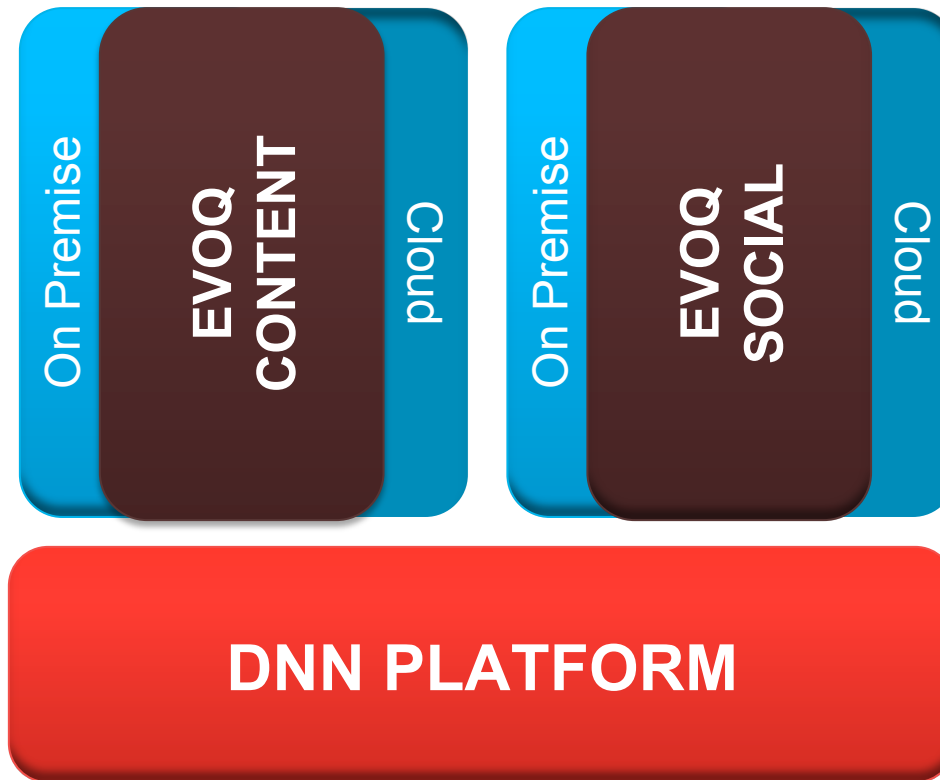 On Premise
EVOQ
CONTENT
Cloud
On Premise
EVOQ
SOCIAL
Cloud
DNN PLATFORM